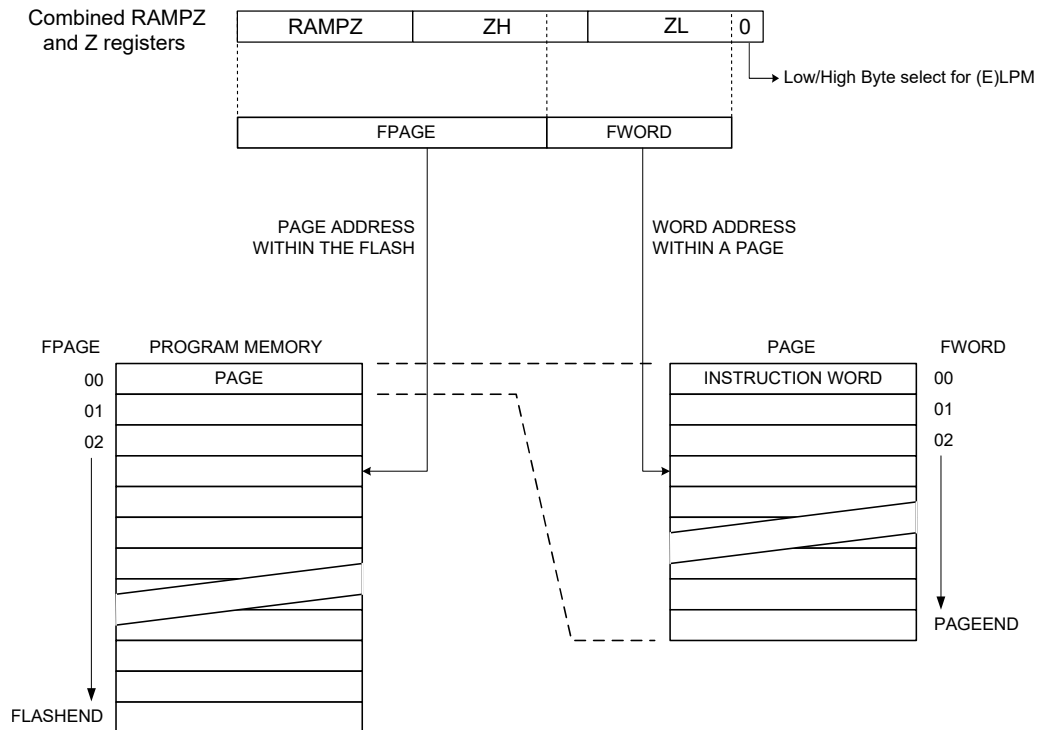 Combined RAMPZ
and Z registers
RAMPZ ZH ZL 0
Low/High Byte select for (E)LPM
FPAGE FWORD
PAGE ADDRESS
WITHIN THE FLASH
WORD ADDRESS
WITHIN A PAGE
FPAGE PROGRAM MEMORY
00 PAGE
01
02
FLASHEND
PAGE FWORD
INSTRUCTION WORD 00
01
02
PAGEEND